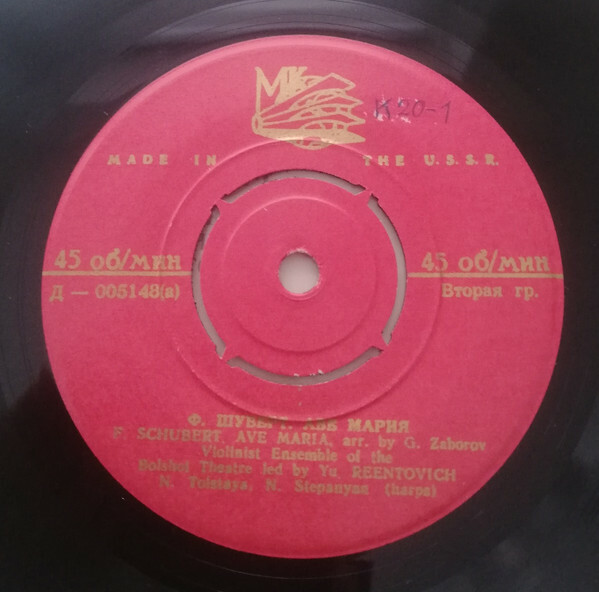 МК
К20-1
MADE IN THE U.S.S.R.
45 об/мин 45 об/мин
Д — 005148(а) Вторая гр.
Ф. ШУБЕРТ. АВЕ МАРИЯ
F. SCHUBERT. AVE MARIA, arr. by G. Zaborov
Violinist Ensemble of the
Bolshoi Theatre led by Yu. REENTOVICH
N. Tolstaya, N. Stepanyan (harps)